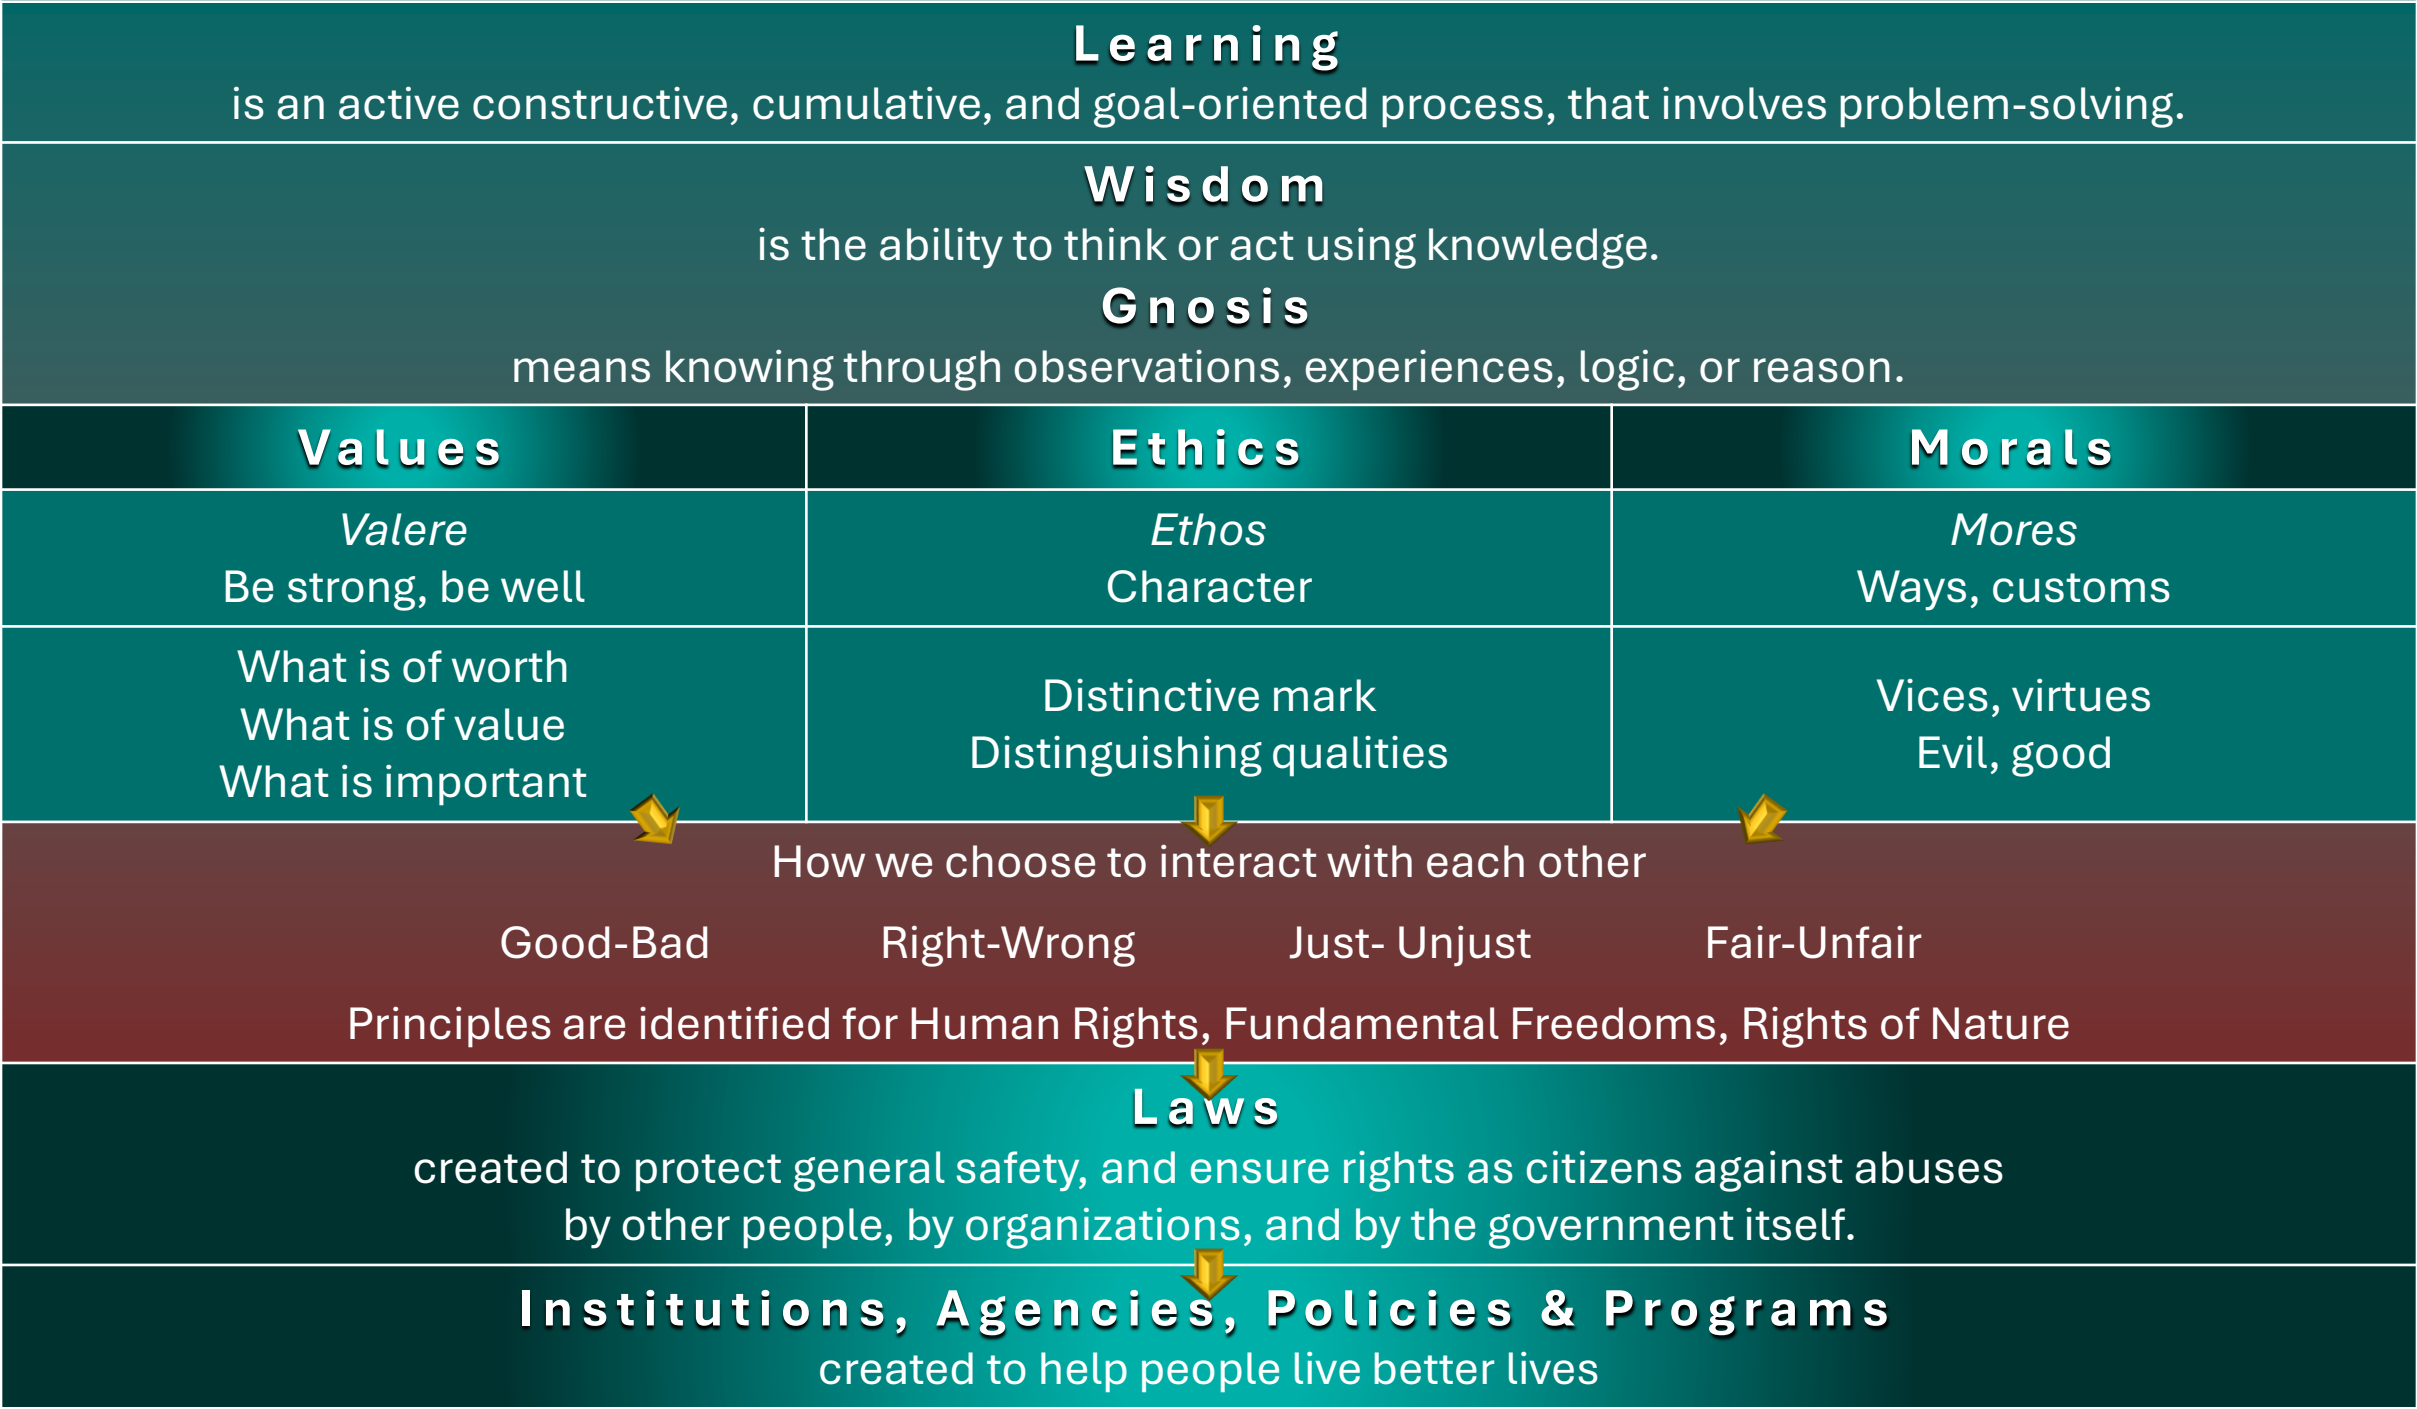 Learning
is an active constructive, cumulative, and goal-oriented process, that involves problem-solving.
Wisdom
is the ability to think or act using knowledge.
Gnosis
means knowing through observations, experiences, logic, or reason.
Values
Ethics
Morals
Valere
Be strong, be well
Ethos
Character
Mores
Ways, customs
What is of worth
What is of value
What is important
Distinctive mark
Distinguishing qualities
Vices, virtues
Evil, good
How we choose to interact with each other
Good-Bad Right-Wrong Just- Unjust Fair-Unfair
Principles are identified for Human Rights, Fundamental Freedoms, Rights of Nature
Laws
created to protect general safety, and ensure rights as citizens against abuses
by other people, by organizations, and by the government itself.
Institutions, Agencies, Policies & Programs
created to help people live better lives